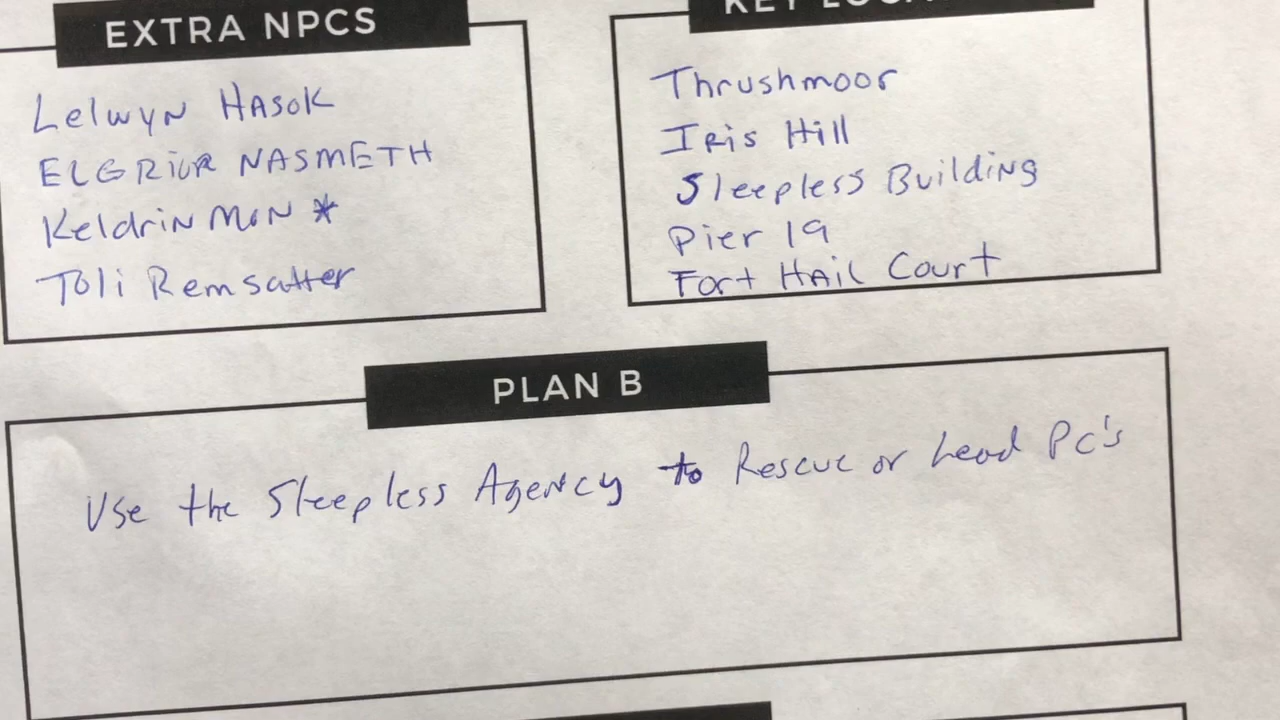 EXTRA NPCS
Lelwyn HASOK
ELGRIUR NASMETH
Keldrin MON *
Toli Remsatter
KEY
Thrushmoor
Iris Hill
Sleepless Building
Pier 19
Fort HAIL Court
PLAN B
Use the Sleepless Agency to Rescue or Lead PC's